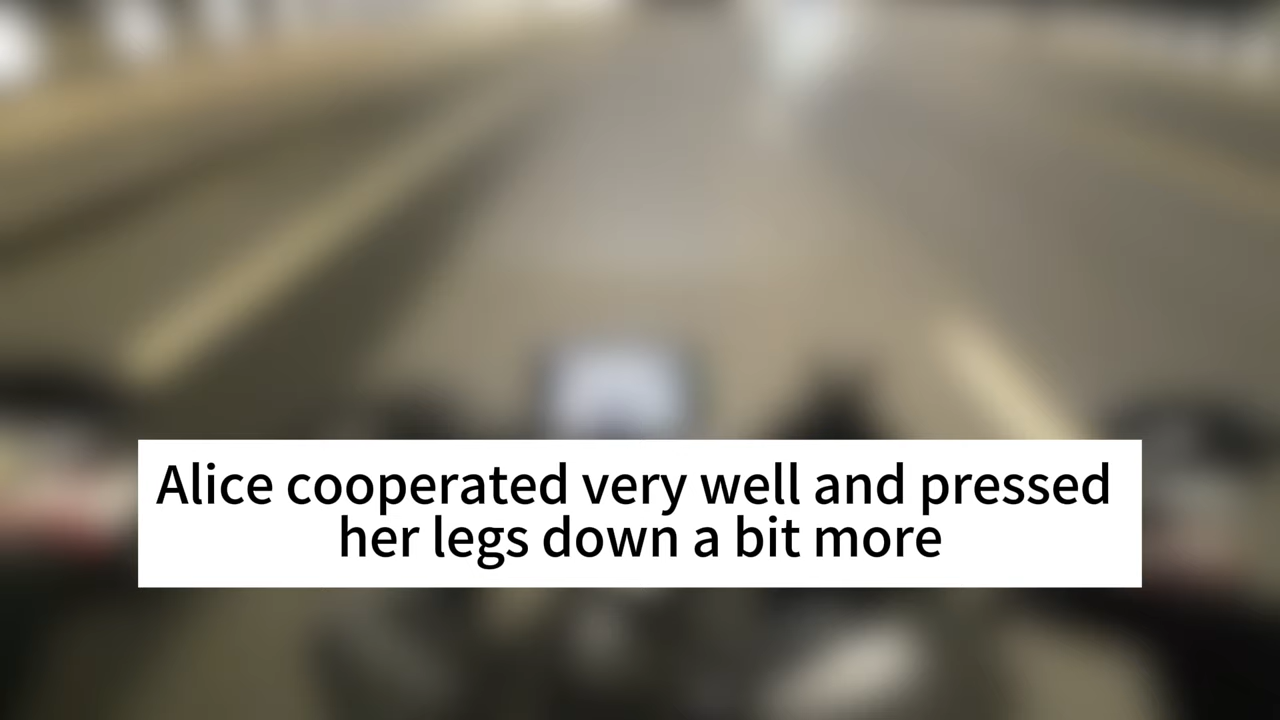 Alice cooperated very well and pressed
her legs down a bit more